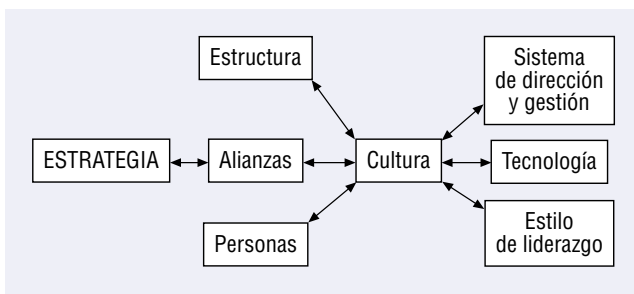 Estructura
Sistema
de dirección
y gestión
ESTRATEGIA
Alianzas
Cultura
Tecnología
Personas
Estilo
de liderazgo